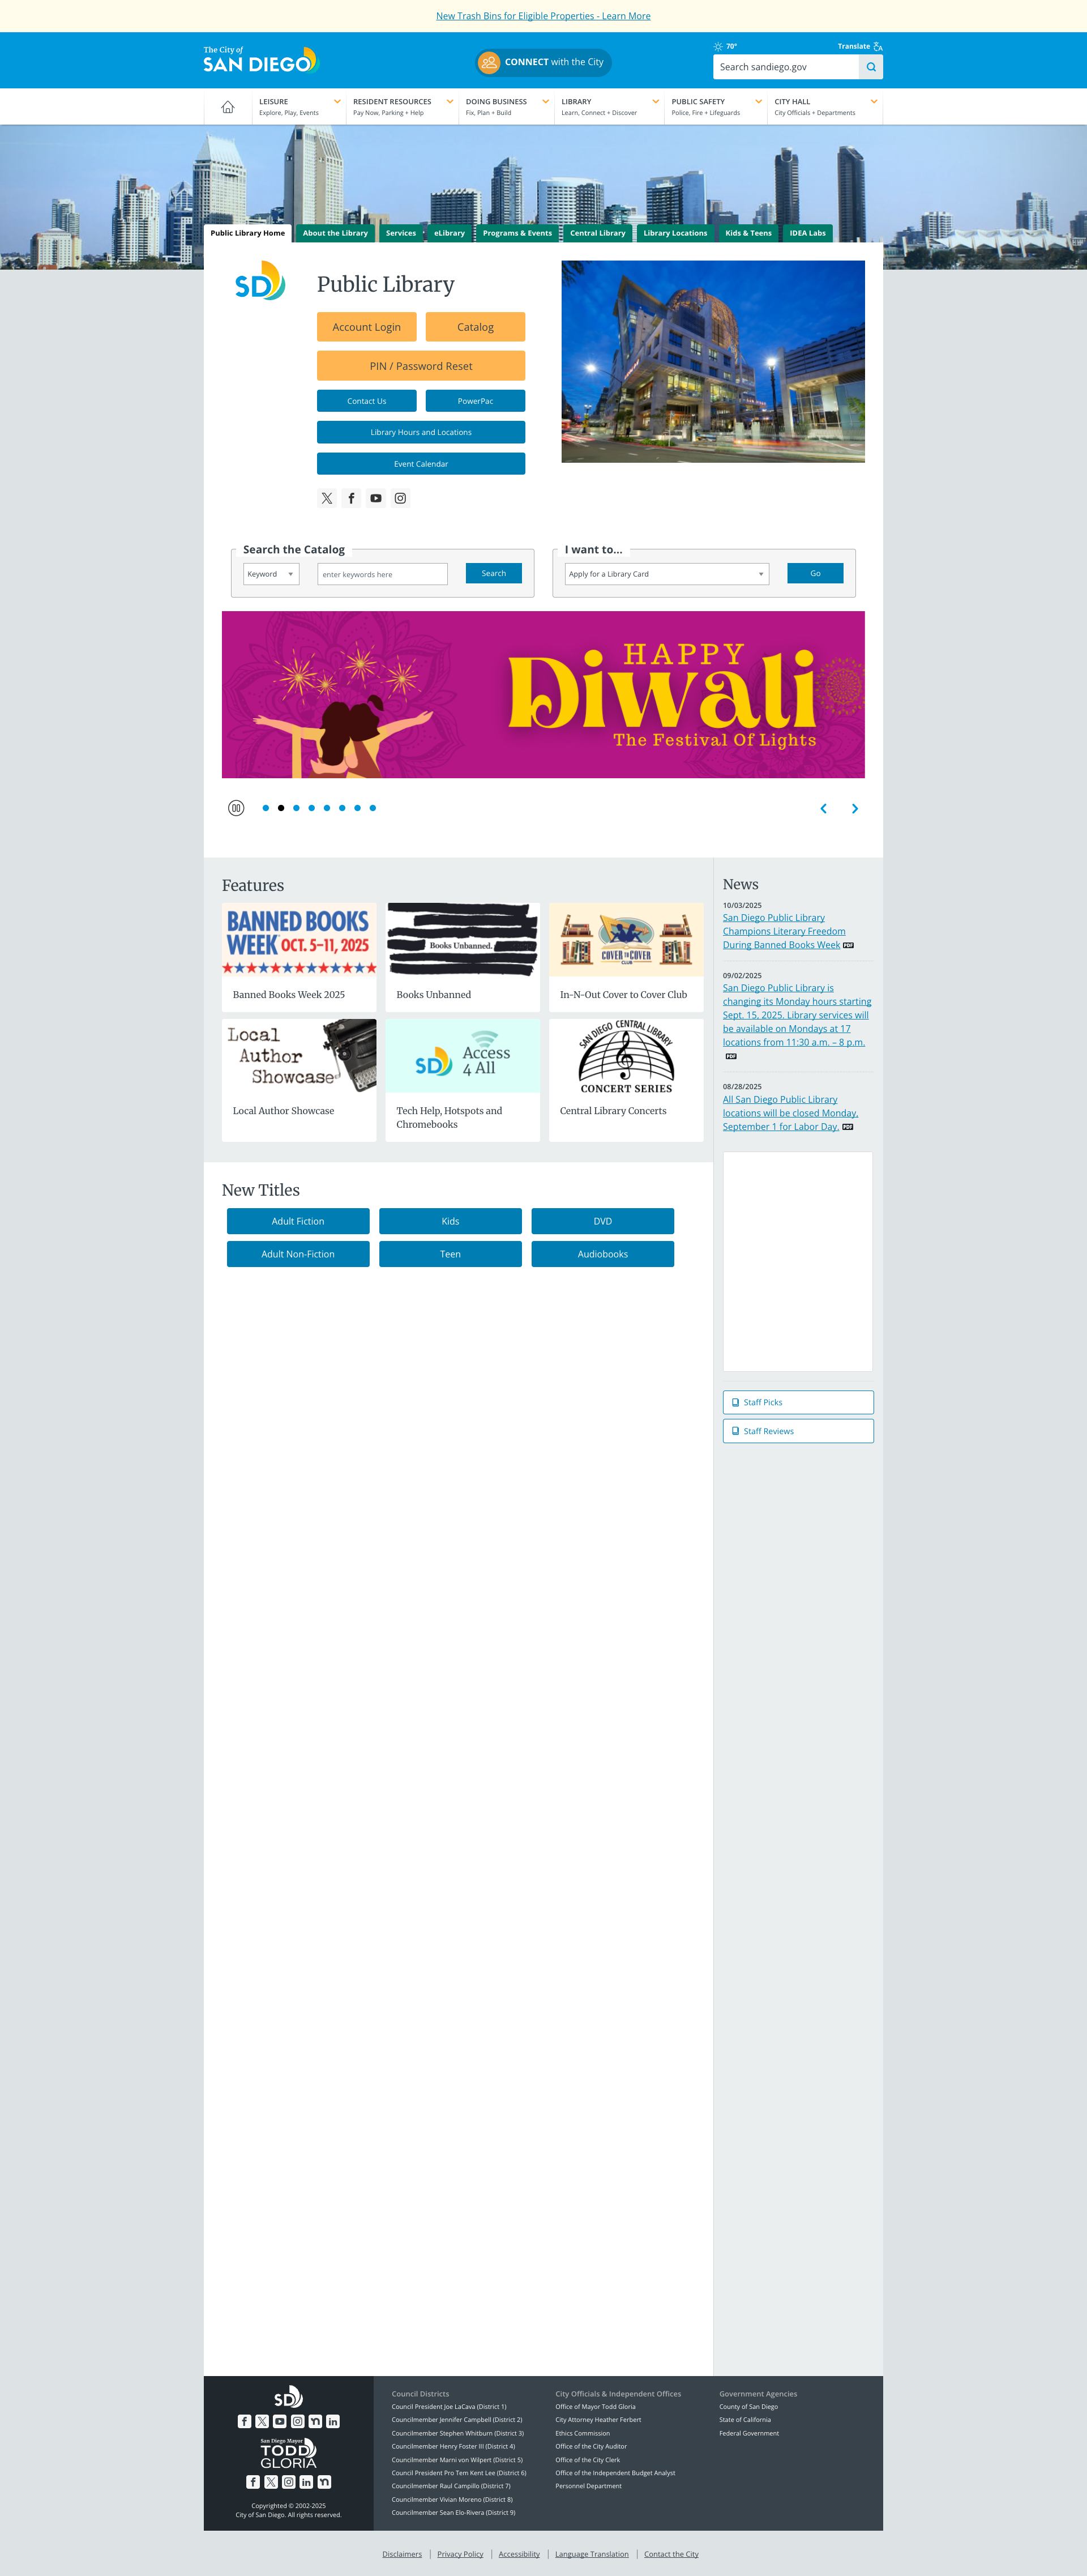 New Trash Bins for Eligible Properties - Learn More
The City of
SAN DIEGO
CONNECT with the City
70°
Translate
Search sandiego.gov
LEISURE
Explore, Play, Events
RESIDENT RESOURCES
Pay Now, Parking + Help
DOING BUSINESS
Fix, Plan + Build
LIBRARY
Learn, Connect + Discover
PUBLIC SAFETY
Police, Fire + Lifeguards
CITY HALL
City Officials + Departments
Public Library Home
About the Library
Services
eLibrary
Programs & Events
Central Library
Library Locations
Kids & Teens
IDEA Labs
SD
Public Library
Account Login
Catalog
PIN / Password Reset
Contact Us
PowerPac
Library Hours and Locations
Event Calendar
Search the Catalog
Keyword
enter keywords here
Search
I want to...
Apply for a Library Card
Go
HAPPY
Diwali
The Festival Of Lights
Features
BANNED BOOKS
WEEK OCT. 5-11, 2025
Banned Books Week 2025
Books Unbanned.
Books Unbanned
COVER TO COVER
CLUB
In-N-Out Cover to Cover Club
Local
Author
Showcase
Local Author Showcase
SD
Access
4 All
Tech Help, Hotspots and
Chromebooks
SAN DIEGO CENTRAL LIBRARY
CONCERT SERIES
Central Library Concerts
News
10/03/2025
San Diego Public Library
Champions Literary Freedom
During Banned Books Week PDF
09/02/2025
San Diego Public Library is
changing its Monday hours starting
Sept. 15, 2025. Library services will
be available on Mondays at 17
locations from 11:30 a.m. – 8 p.m.
PDF
08/28/2025
All San Diego Public Library
locations will be closed Monday,
September 1 for Labor Day. PDF
New Titles
Adult Fiction
Kids
DVD
Adult Non-Fiction
Teen
Audiobooks
Staff Picks
Staff Reviews
SD
San Diego Mayor
TODD
GLORIA
Copyrighted © 2002-2025
City of San Diego. All rights reserved.
Council Districts
Council President Joe LaCava (District 1)
Councilmember Jennifer Campbell (District 2)
Councilmember Stephen Whitburn (District 3)
Councilmember Henry Foster III (District 4)
Councilmember Marni von Wilpert (District 5)
Council President Pro Tem Kent Lee (District 6)
Councilmember Raul Campillo (District 7)
Councilmember Vivian Moreno (District 8)
Councilmember Sean Elo-Rivera (District 9)
City Officials & Independent Offices
Office of Mayor Todd Gloria
City Attorney Heather Ferbert
Ethics Commission
Office of the City Auditor
Office of the City Clerk
Office of the Independent Budget Analyst
Personnel Department
Government Agencies
County of San Diego
State of California
Federal Government
Disclaimers
Privacy Policy
Accessibility
Language Translation
Contact the City